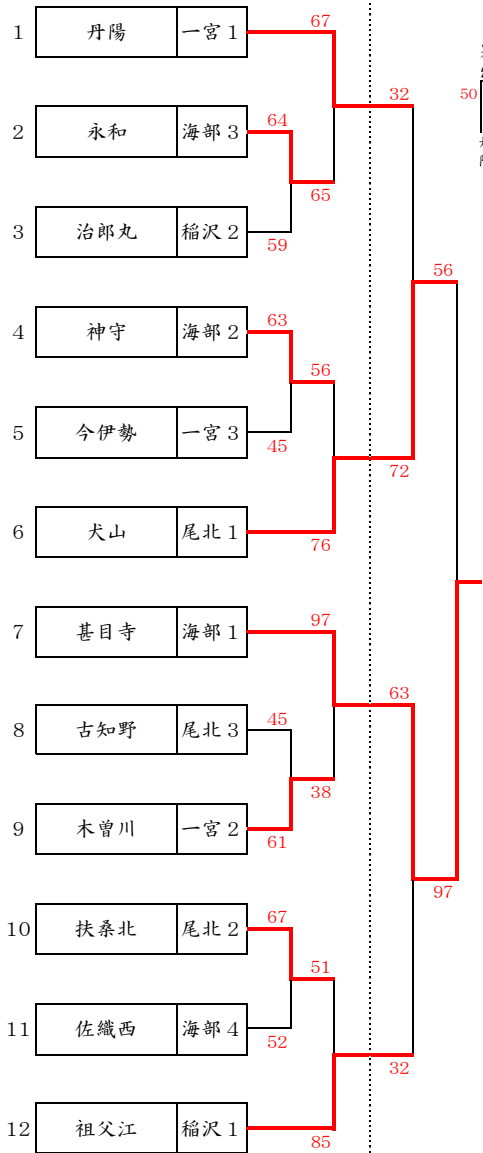 67
1 丹陽 一宮 1
32
50
64
2 永和 海部 3
65
3 治郎丸 稲沢 2
59
56
63
4 神守 海部 2
56
5 今伊勢 一宮 3
45
72
6 犬山 尾北 1
76
97
7 甚目寺 海部 1
63
45
8 古知野 尾北 3
38
9 木曽川 一宮 2
61
97
67
10 扶桑北 尾北 2
51
11 佐織西 海部 4
52
32
12 祖父江 稲沢 1
85